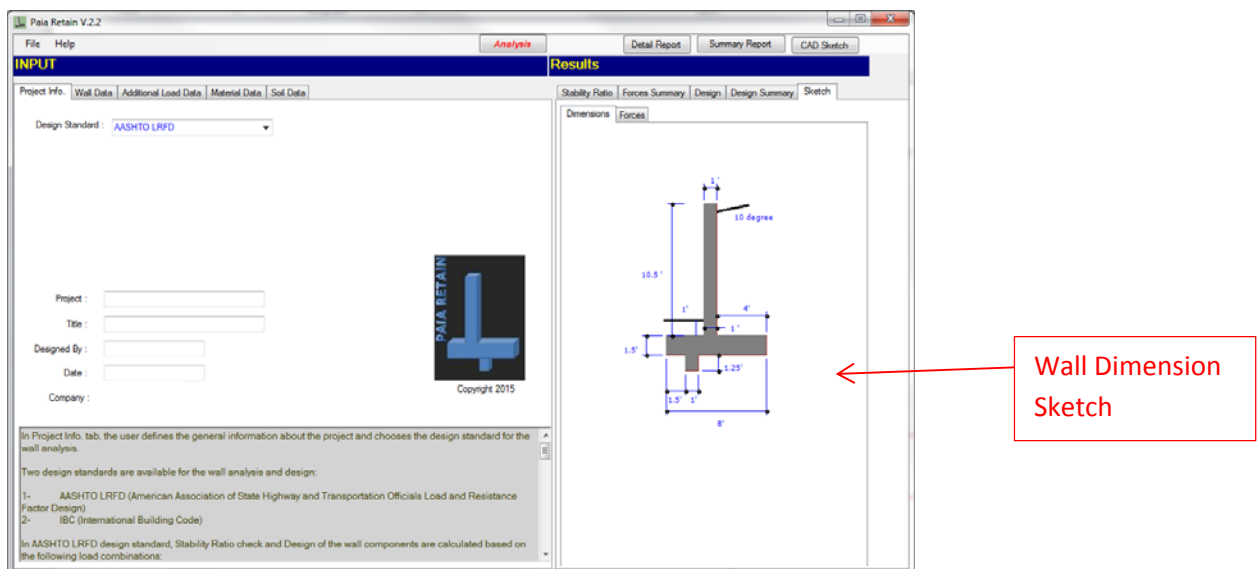 Paia Retain V.2.2
File Help
Analysis
Detail Report
Summary Report
CAD Sketch
INPUT
Results
Project Info.
Wall Data
Additional Load Data
Material Data
Soil Data
Stability Ratio
Forces Summary
Design
Design Summary
Sketch
Dimensions
Forces
Design Standard :
AASHTO LRFD
1'
10 degree
10.5 '
1'
4'
1 '
1.5'
1.25'
1.5'
1'
8'
PAIA RETAIN
Copyright 2015
Project :
Title :
Designed By :
Date :
Company :
In Project Info. tab, the user defines the general information about the project and chooses the design standard for the
wall analysis.
Two design standards are available for the wall analysis and design:
1- AASHTO LRFD (American Association of State Highway and Transportation Officials Load and Resistance
Factor Design)
2- IBC (International Building Code)
In AASHTO LRFD design standard, Stability Ratio check and Design of the wall components are calculated based on
the following load combinations:
Wall Dimension
Sketch